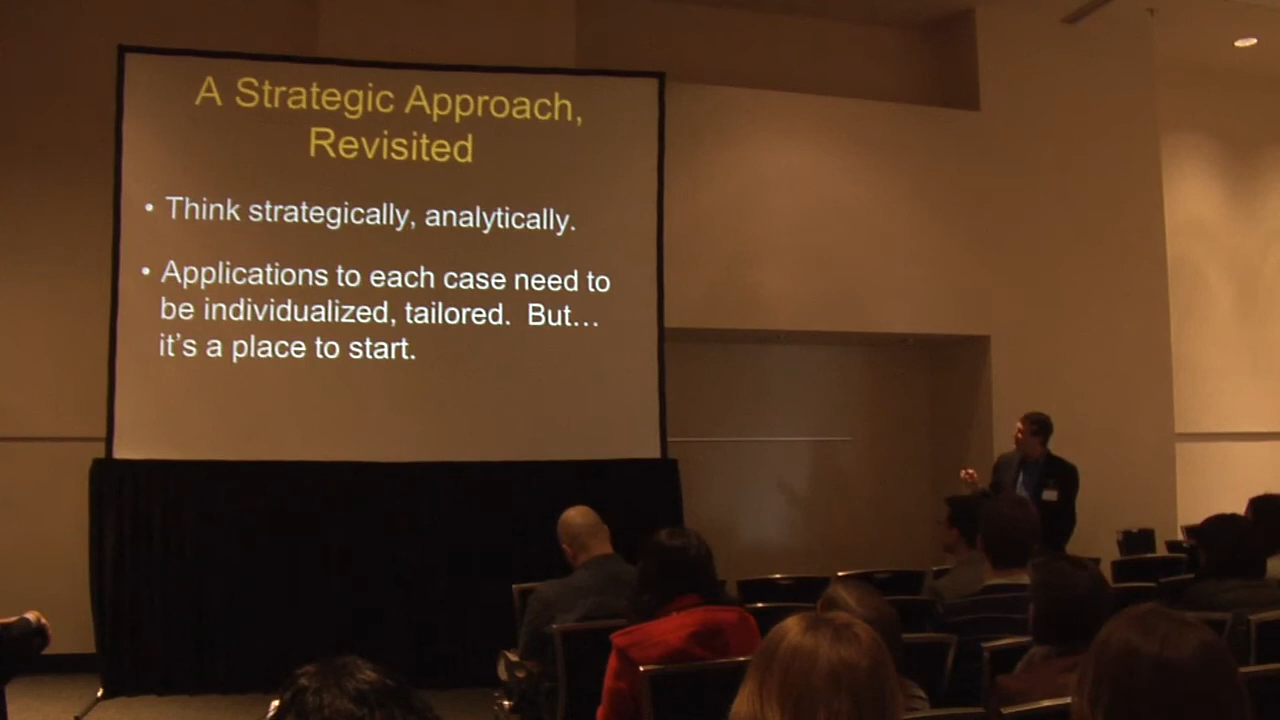 A Strategic Approach,
Revisited
• Think strategically, analytically.
• Applications to each case need to
be individualized, tailored.  But…
it's a place to start.